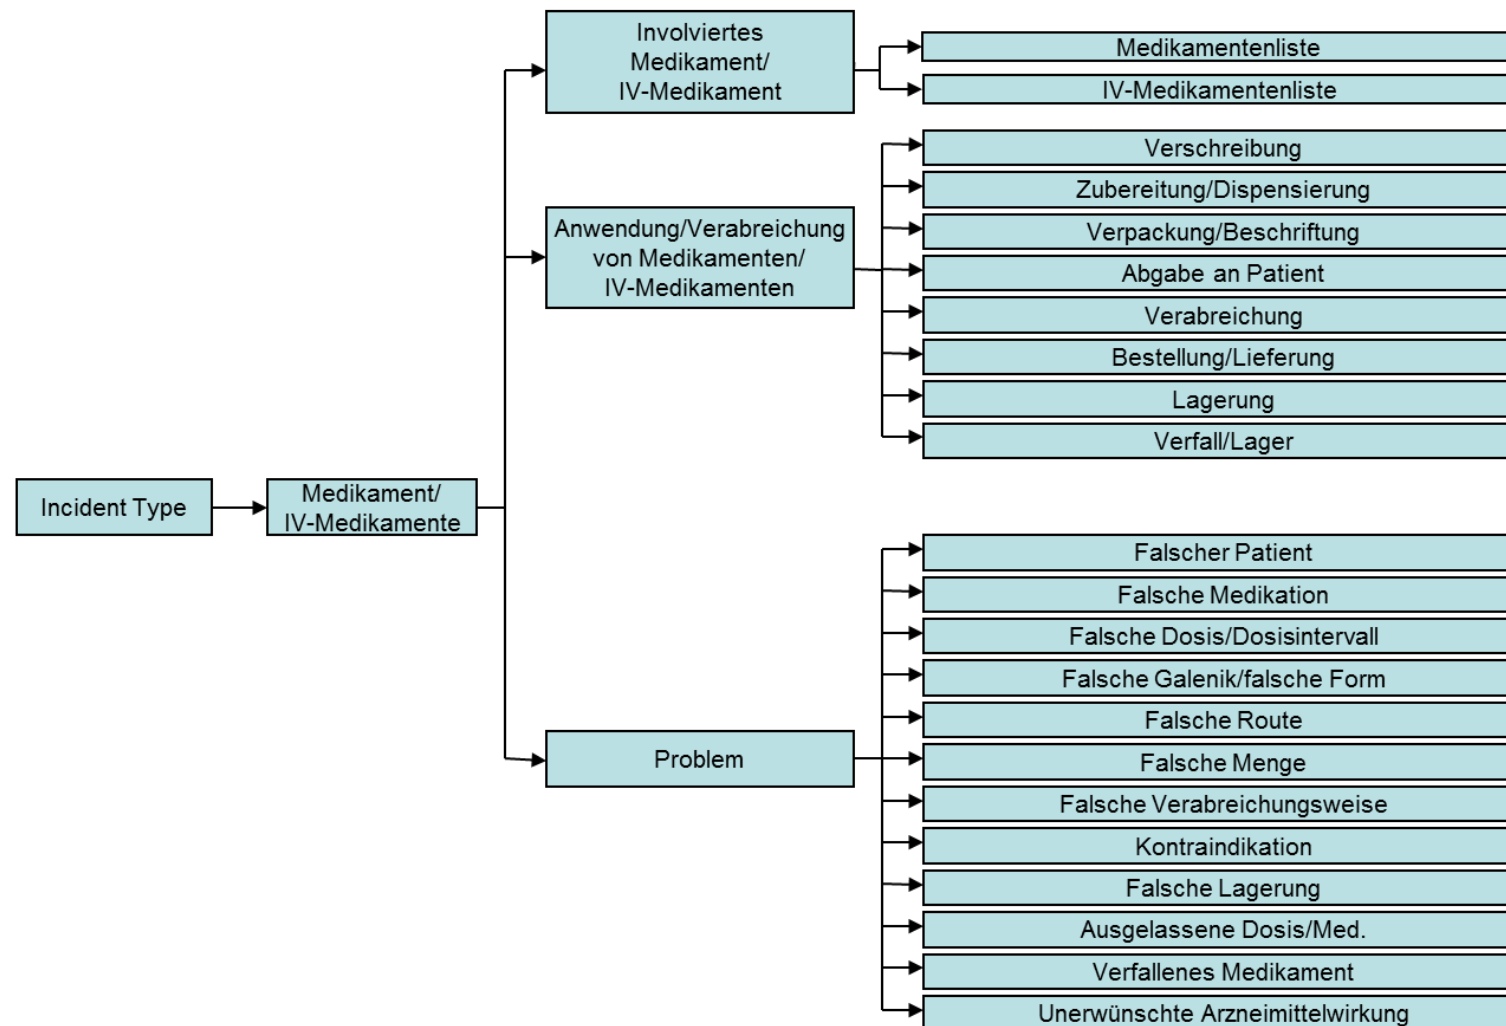 Incident Type
Medikament/
IV-Medikamente
Involviertes
Medikament/
IV-Medikament
Medikamentenliste
IV-Medikamentenliste
Anwendung/Verabreichung
von Medikamenten/
IV-Medikamenten
Verschreibung
Zubereitung/Dispensierung
Verpackung/Beschriftung
Abgabe an Patient
Verabreichung
Bestellung/Lieferung
Lagerung
Verfall/Lager
Problem
Falscher Patient
Falsche Medikation
Falsche Dosis/Dosisintervall
Falsche Galenik/falsche Form
Falsche Route
Falsche Menge
Falsche Verabreichungsweise
Kontraindikation
Falsche Lagerung
Ausgelassene Dosis/Med.
Verfallenes Medikament
Unerwünschte Arzneimittelwirkung